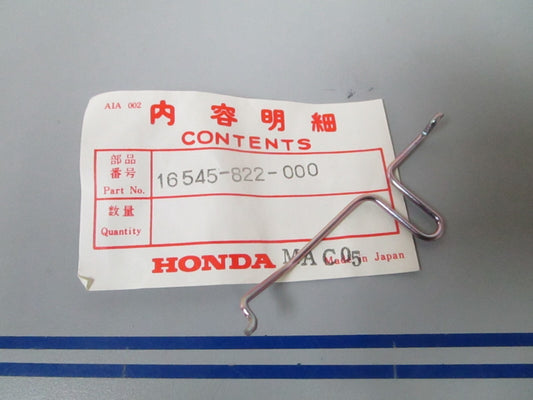 AIA 002
内容明細
CONTENTS
部品
番号
Part No.
16545-822-000
数量
Quantity
HONDA MAC05
Made in Japan